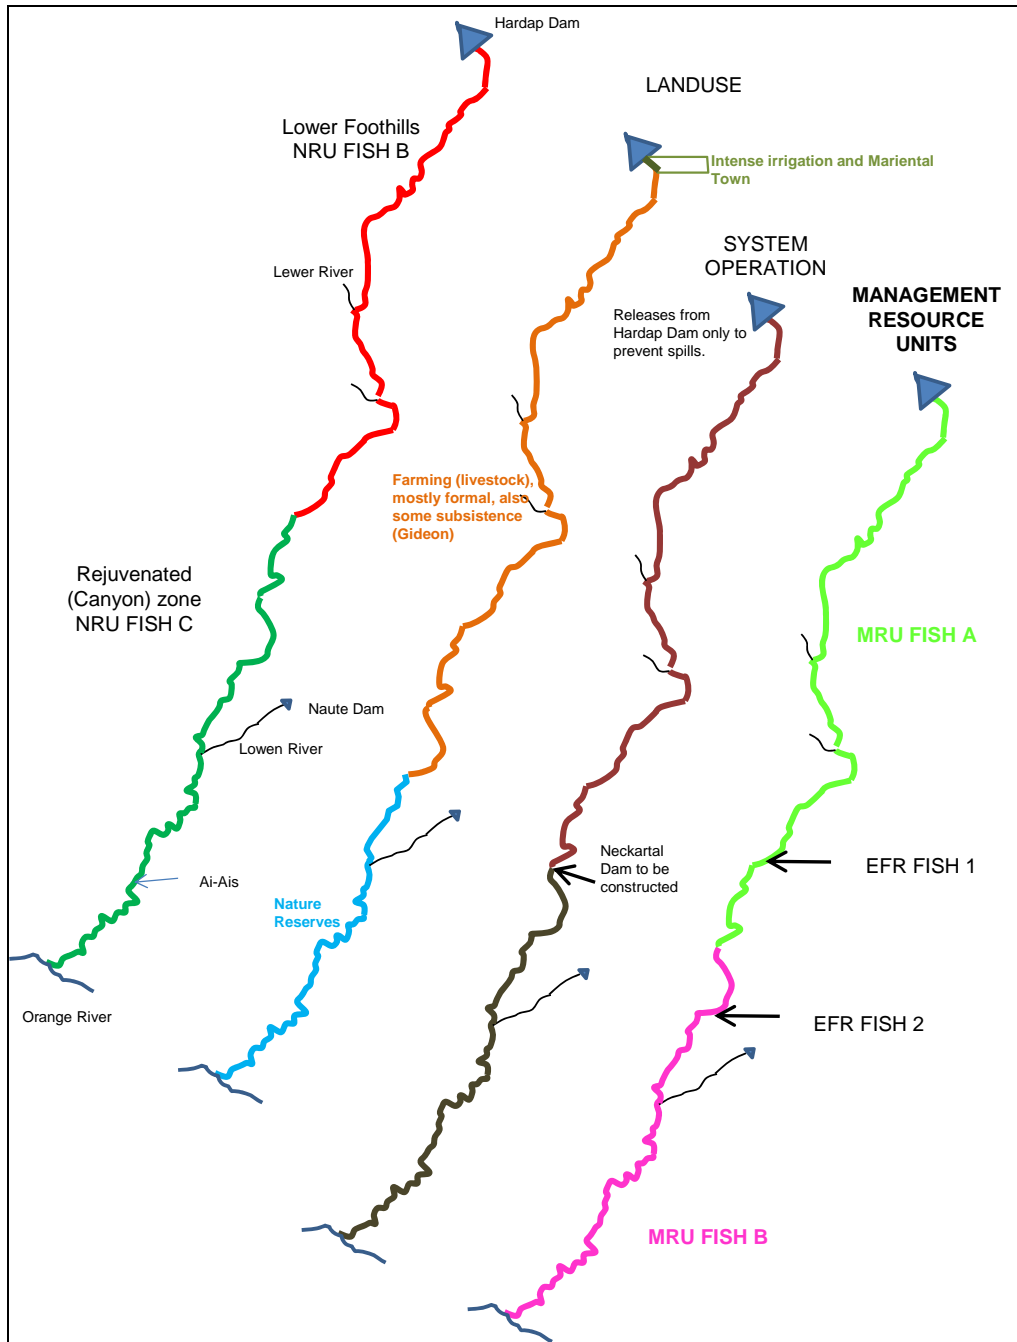 Hardap Dam
LANDUSE
Lower Foothills
NRU FISH B
Intense irrigation and Mariental
Town
SYSTEM
OPERATION
Lewer River
MANAGEMENT
RESOURCE
UNITS
Releases from
Hardap Dam only to
prevent spills.
Farming (livestock),
mostly formal, also
some subsistence
(Gideon)
Rejuvenated
(Canyon) zone
NRU FISH C
MRU FISH A
Naute Dam
Lowen River
Neckartal
Dam to be
constructed
EFR FISH 1
Ai-Ais
Nature
Reserves
Orange River
EFR FISH 2
MRU FISH B